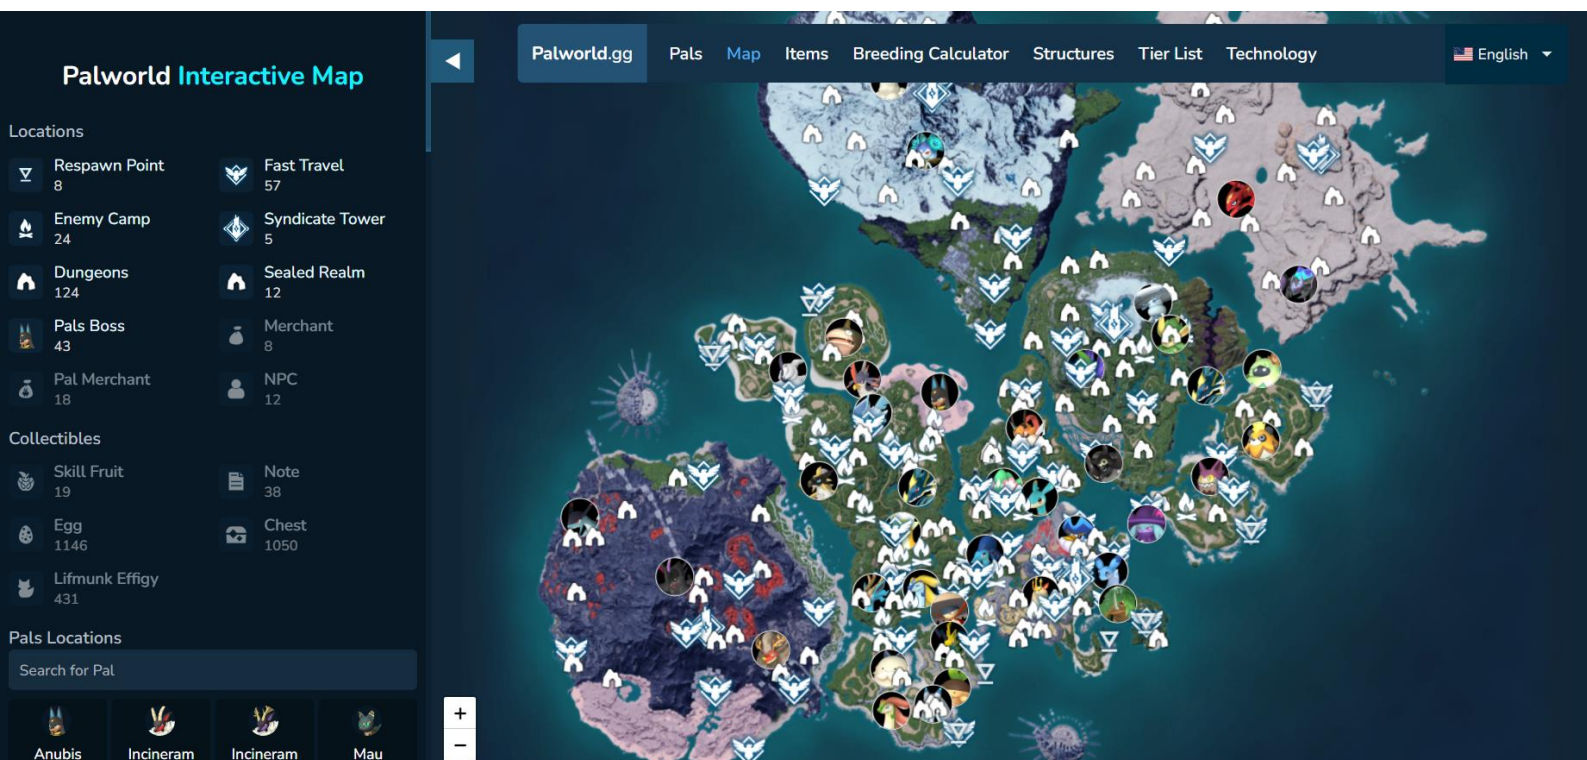 Palworld Interactive Map
Locations
Respawn Point
8
Fast Travel
57
Enemy Camp
24
Syndicate Tower
5
Dungeons
124
Sealed Realm
12
Pals Boss
43
Merchant
8
Pal Merchant
18
NPC
12
Collectibles
Skill Fruit
19
Note
38
Egg
1146
Chest
1050
Lifmunk Effigy
431
Pals Locations
Search for Pal
Anubis
Incineram
Incineram
Mau
Palworld.gg
Pals
Map
Items
Breeding Calculator
Structures
Tier List
Technology
English
+
−